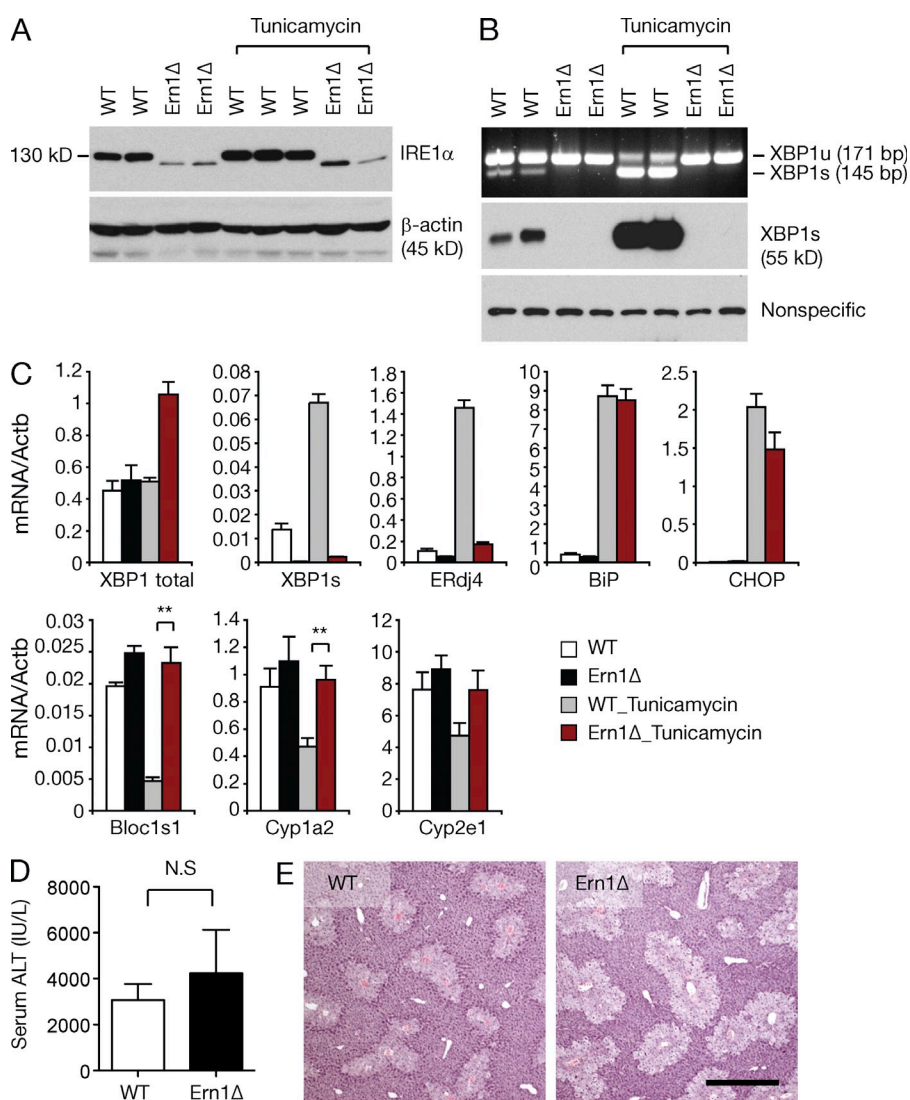 A
Tunicamycin
WT
WT
Ern1Δ
Ern1Δ
WT
WT
WT
Ern1Δ
Ern1Δ
130 kD
IRE1α
β-actin
(45 kD)
B
Tunicamycin
WT
WT
Ern1Δ
Ern1Δ
WT
WT
Ern1Δ
Ern1Δ
XBP1u (171 bp)
XBP1s (145 bp)
XBP1s
(55 kD)
Nonspecific
C
mRNA/Actb
1.2
1
0.8
0.6
0.4
0.2
0
XBP1 total
0.08
0.07
0.06
0.05
0.04
0.03
0.02
0.01
0
XBP1s
1.8
1.6
1.4
1.2
1
0.8
0.6
0.4
0.2
0
ERdj4
10
9
8
7
6
5
4
3
2
1
0
BiP
2.5
2
1.5
1
0.5
0
CHOP
mRNA/Actb
0.03
0.025
0.02
0.015
0.01
0.005
0
**
Bloc1s1
1.4
1.2
1
0.8
0.6
0.4
0.2
0
**
Cyp1a2
12
10
8
6
4
2
0
Cyp2e1
WT
Ern1Δ
WT_Tunicamycin
Ern1Δ_Tunicamycin
D
Serum ALT (IU/L)
8000
6000
4000
2000
0
N.S
WT
Ern1Δ
E
WT
Ern1Δ